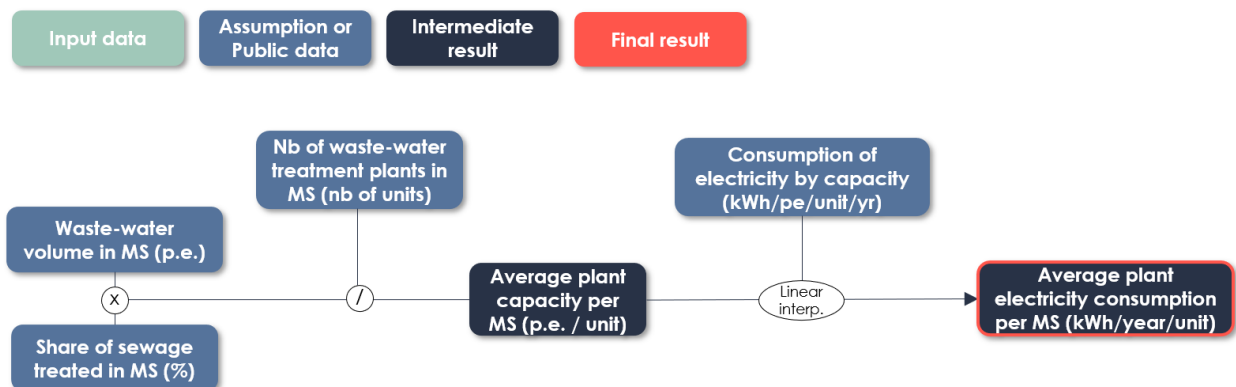 Input data
Assumption or
Public data
Intermediate
result
Final result
Nb of waste-water
treatment plants in
MS (nb of units)
Consumption of
electricity by capacity
(kWh/pe/unit/yr)
Waste-water
volume in MS (p.e.)
X
/
Average plant
capacity per
MS (p.e. / unit)
Linear
interp.
Average plant
electricity consumption
per MS (kWh/year/unit)
Share of sewage
treated in MS (%)